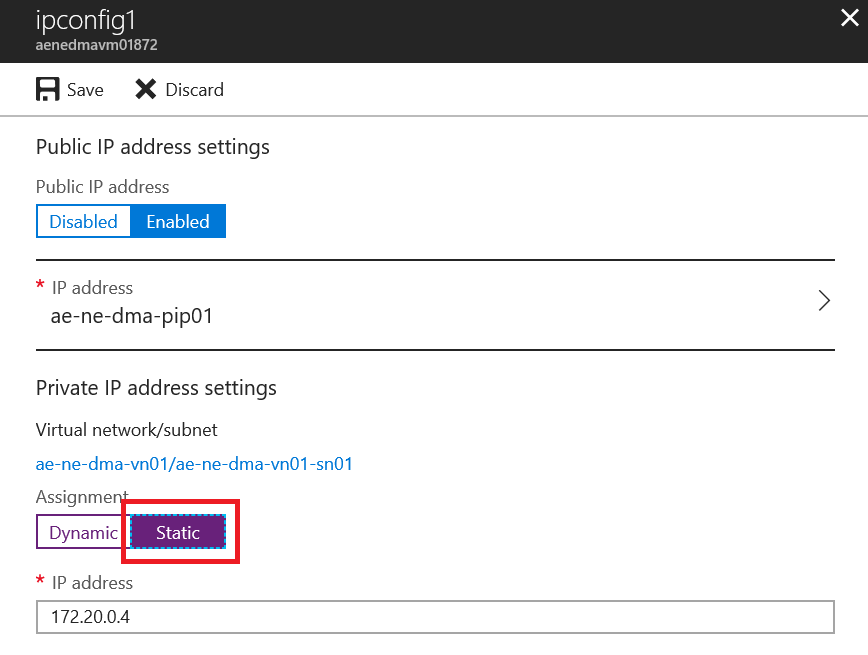 ipconfig1
aenedmavm01872
Save Discard
Public IP address settings
Public IP address
Disabled Enabled
* IP address
ae-ne-dma-pip01
Private IP address settings
Virtual network/subnet
ae-ne-dma-vn01/ae-ne-dma-vn01-sn01
Assignment
Dynamic Static
* IP address
172.20.0.4